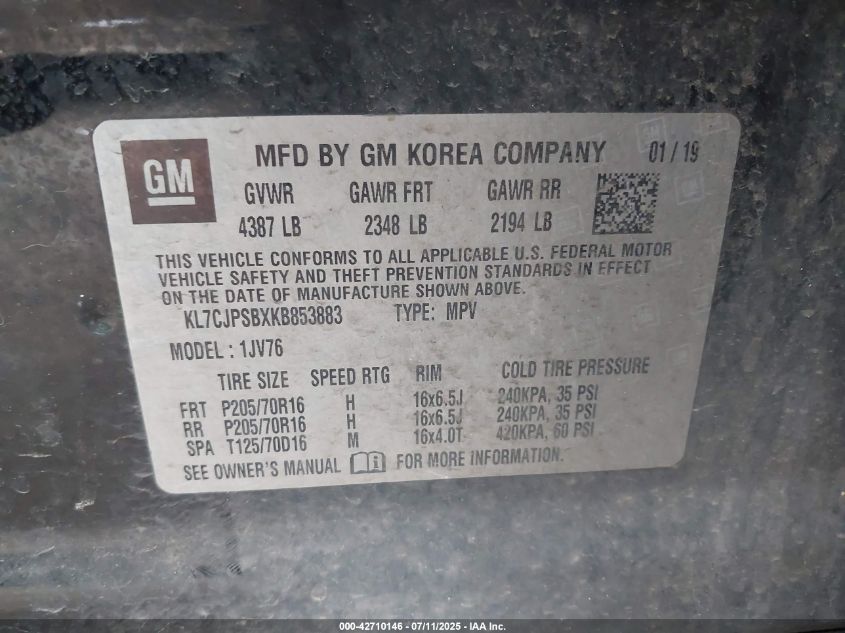 GM MFD BY GM KOREA COMPANY 01 / 19
GVWR GAWR FRT GAWR RR
4387 LB 2348 LB 2194 LB
THIS VEHICLE CONFORMS TO ALL APPLICABLE U.S. FEDERAL MOTOR
VEHICLE SAFETY AND THEFT PREVENTION STANDARDS IN EFFECT
ON THE DATE OF MANUFACTURE SHOWN ABOVE.
KL7CJPSBXKB853883 TYPE: MPV
MODEL : 1JV76
TIRE SIZE SPEED RTG RIM COLD TIRE PRESSURE
FRT P205/70R16 H 16x6.5J 240KPA, 35 PSI
RR P205/70R16 H 16x6.5J 240KPA, 35 PSI
SPA T125/70D16 M 16x4.0T 420KPA, 60 PSI
SEE OWNER'S MANUAL FOR MORE INFORMATION.
000-42710146 - 07/11/2025 - IAA Inc.